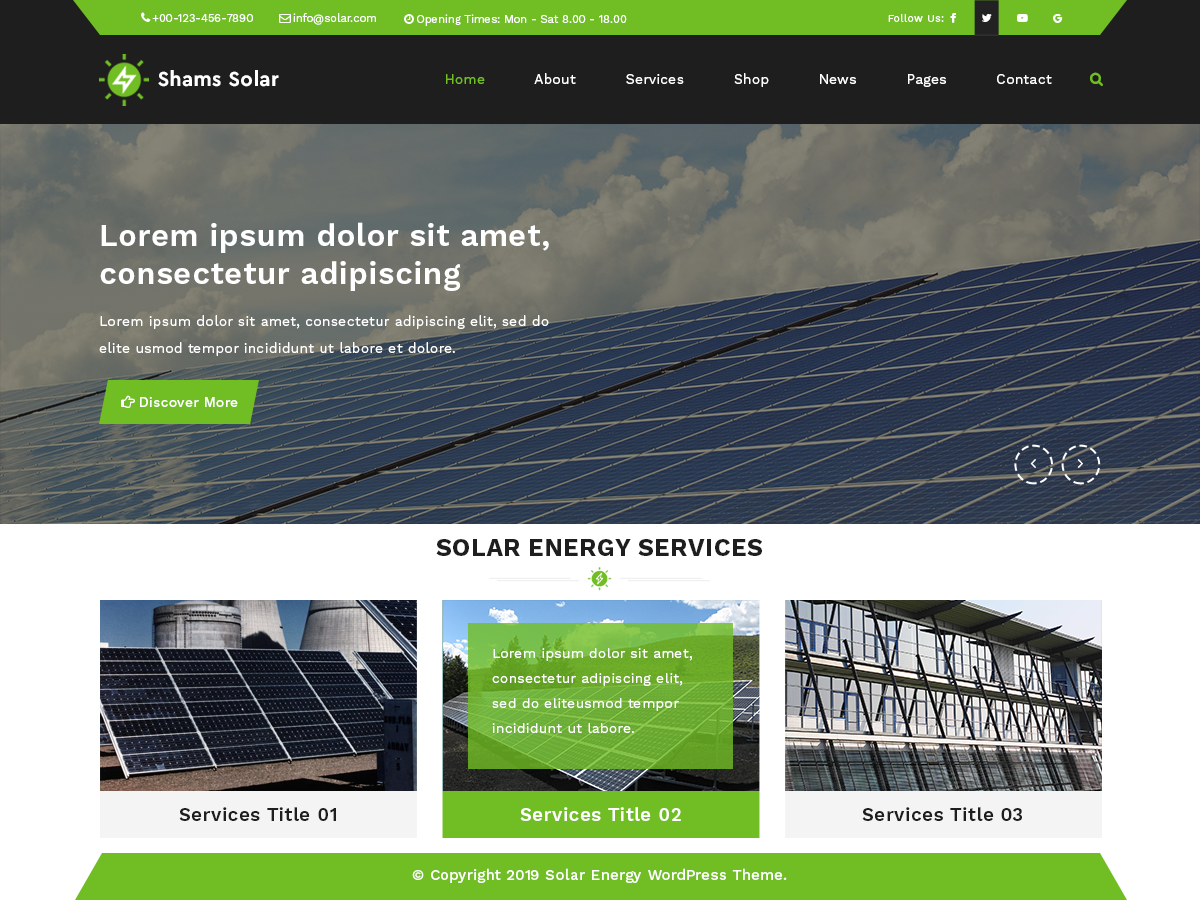 +00-123-456-7890 info@solar.com Opening Times: Mon - Sat 8.00 - 18.00 Follow Us:
Shams Solar Home About Services Shop News Pages Contact
Lorem ipsum dolor sit amet,
consectetur adipiscing
Lorem ipsum dolor sit amet, consectetur adipiscing elit, sed do
elite usmod tempor incididunt ut labore et dolore.
Discover More
SOLAR ENERGY SERVICES
Lorem ipsum dolor sit amet,
consectetur adipiscing elit,
sed do eliteusmod tempor
incididunt ut labore.
Services Title 01 Services Title 02 Services Title 03
© Copyright 2019 Solar Energy WordPress Theme.